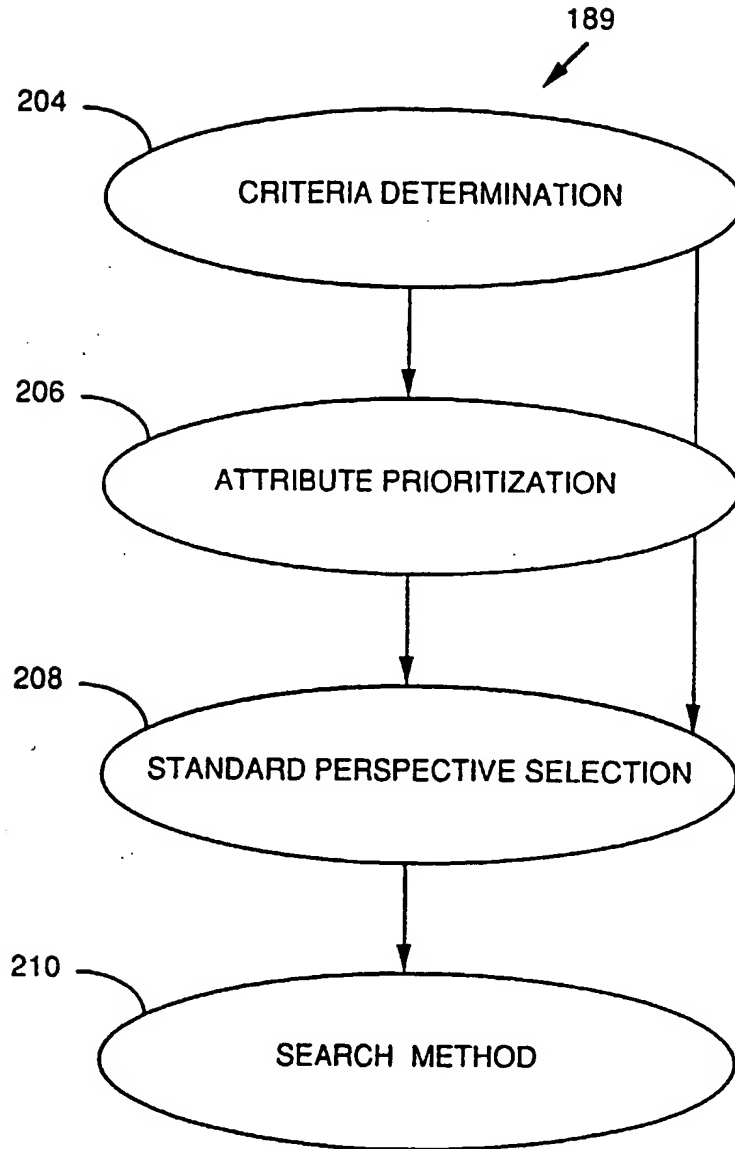 189
204
CRITERIA DETERMINATION
206
ATTRIBUTE PRIORITIZATION
208
STANDARD PERSPECTIVE SELECTION
210
SEARCH METHOD